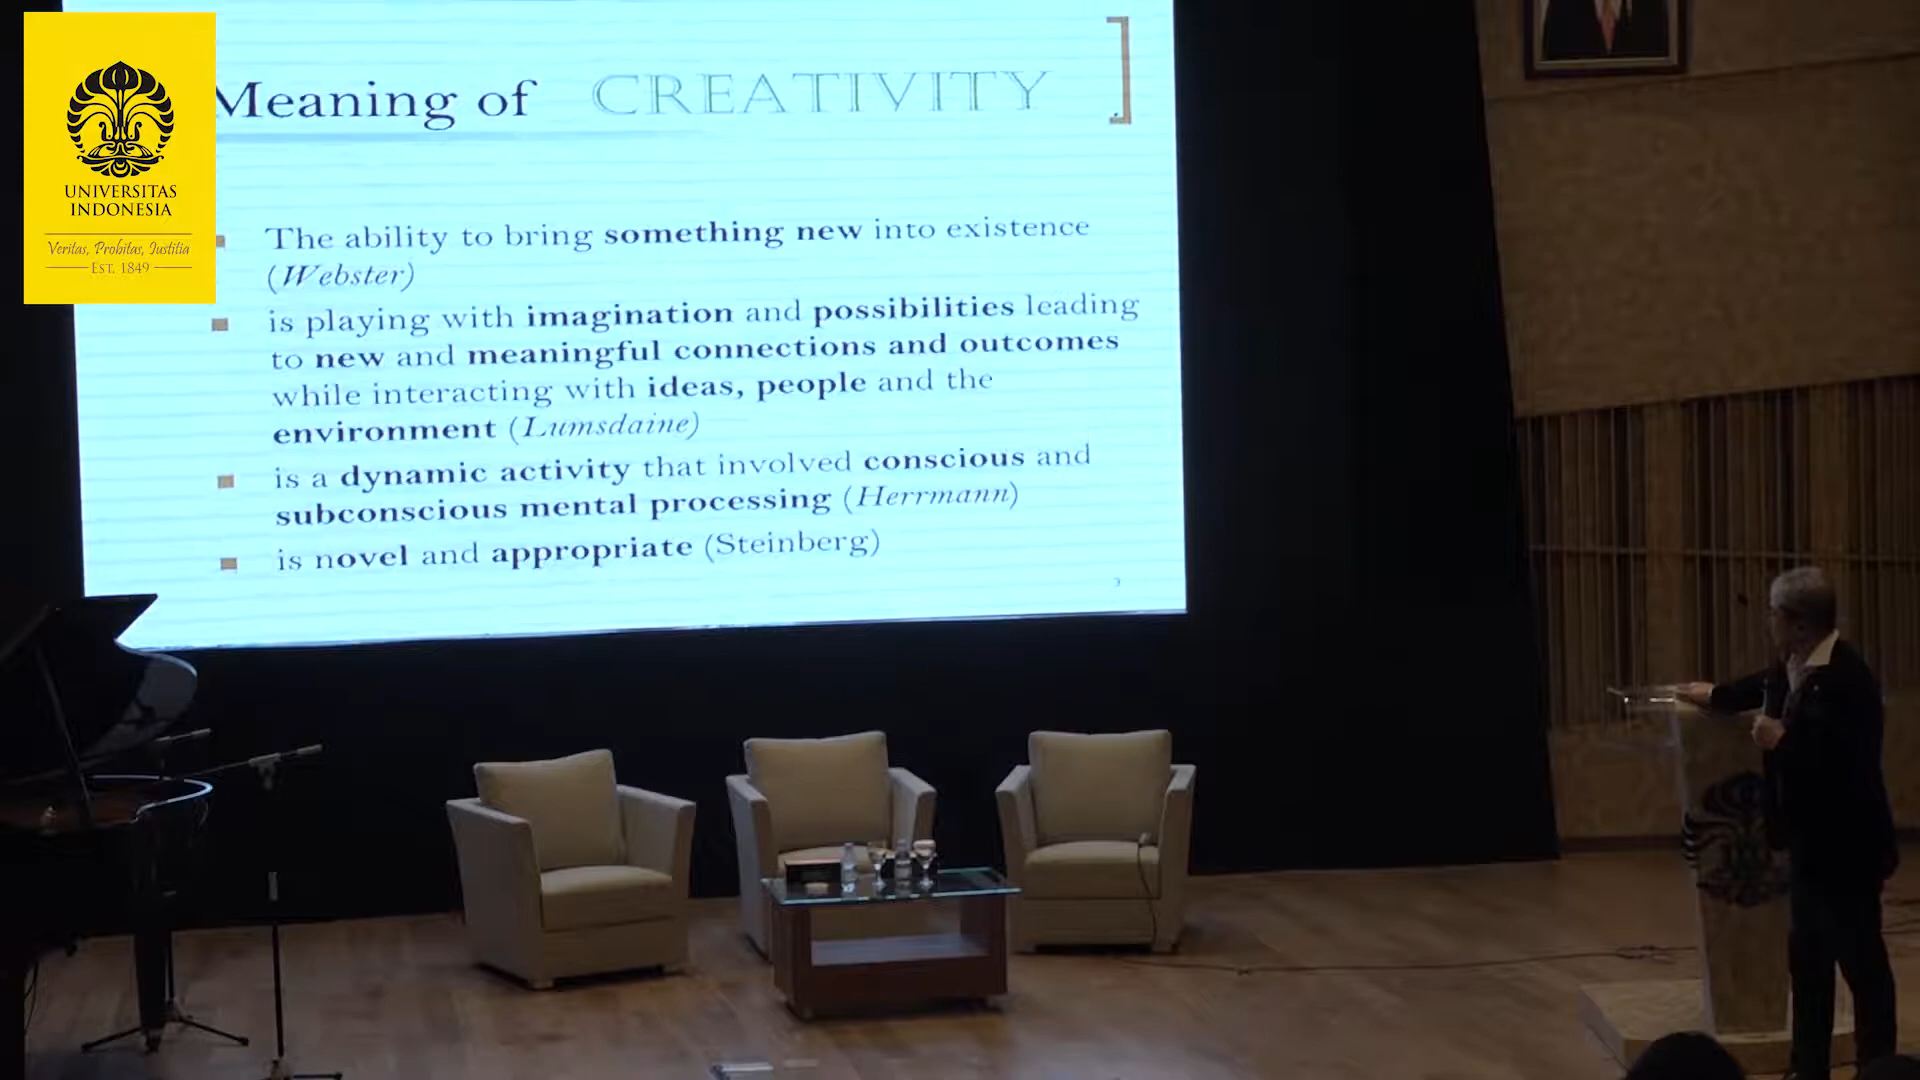 Meaning of CREATIVITY
UNIVERSITAS
INDONESIA
Veritas, Probitas, Justitia
EST. 1849
The ability to bring something new into existence
(Webster)
is playing with imagination and possibilities leading
to new and meaningful connections and outcomes
while interacting with ideas, people and the
environment (Lumsdaine)
is a dynamic activity that involved conscious and
subconscious mental processing (Herrmann)
is novel and appropriate (Steinberg)
3